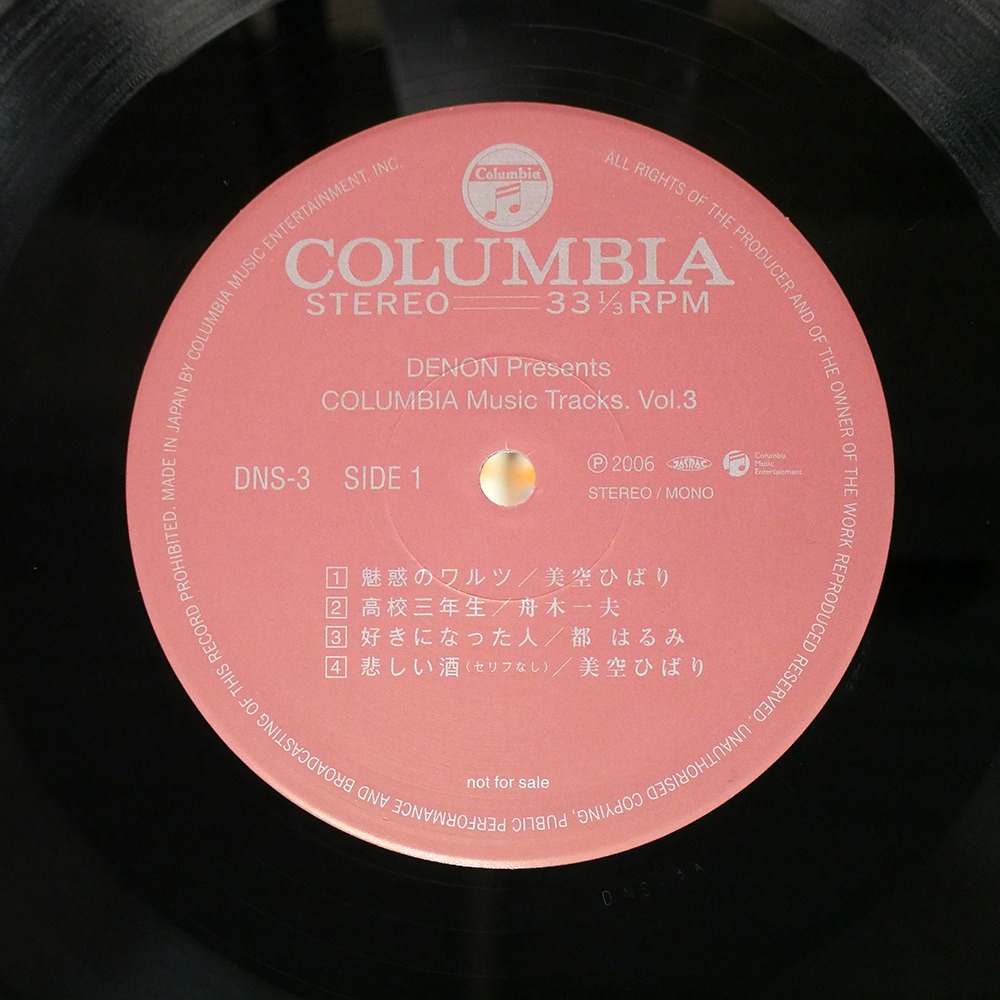 Columbia
COLUMBIA
STEREO 33 1/3 RPM
DENON Presents
COLUMBIA Music Tracks. Vol.3
DNS-3 SIDE 1
Ⓟ 2006 JASRAC Columbia Music Entertainment
STEREO / MONO
1 魅惑のワルツ／美空ひばり
2 高校三年生／舟木一夫
3 好きになった人／都 はるみ
4 悲しい酒(セリフなし)／美空ひばり
not for sale
ALL RIGHTS OF THE PRODUCER AND OF THE OWNER OF THE WORK REPRODUCED RESERVED. UNAUTHORISED COPYING, PUBLIC PERFORMANCE AND BROADCASTING OF THIS RECORD PROHIBITED. MADE IN JAPAN BY COLUMBIA MUSIC ENTERTAINMENT, INC.